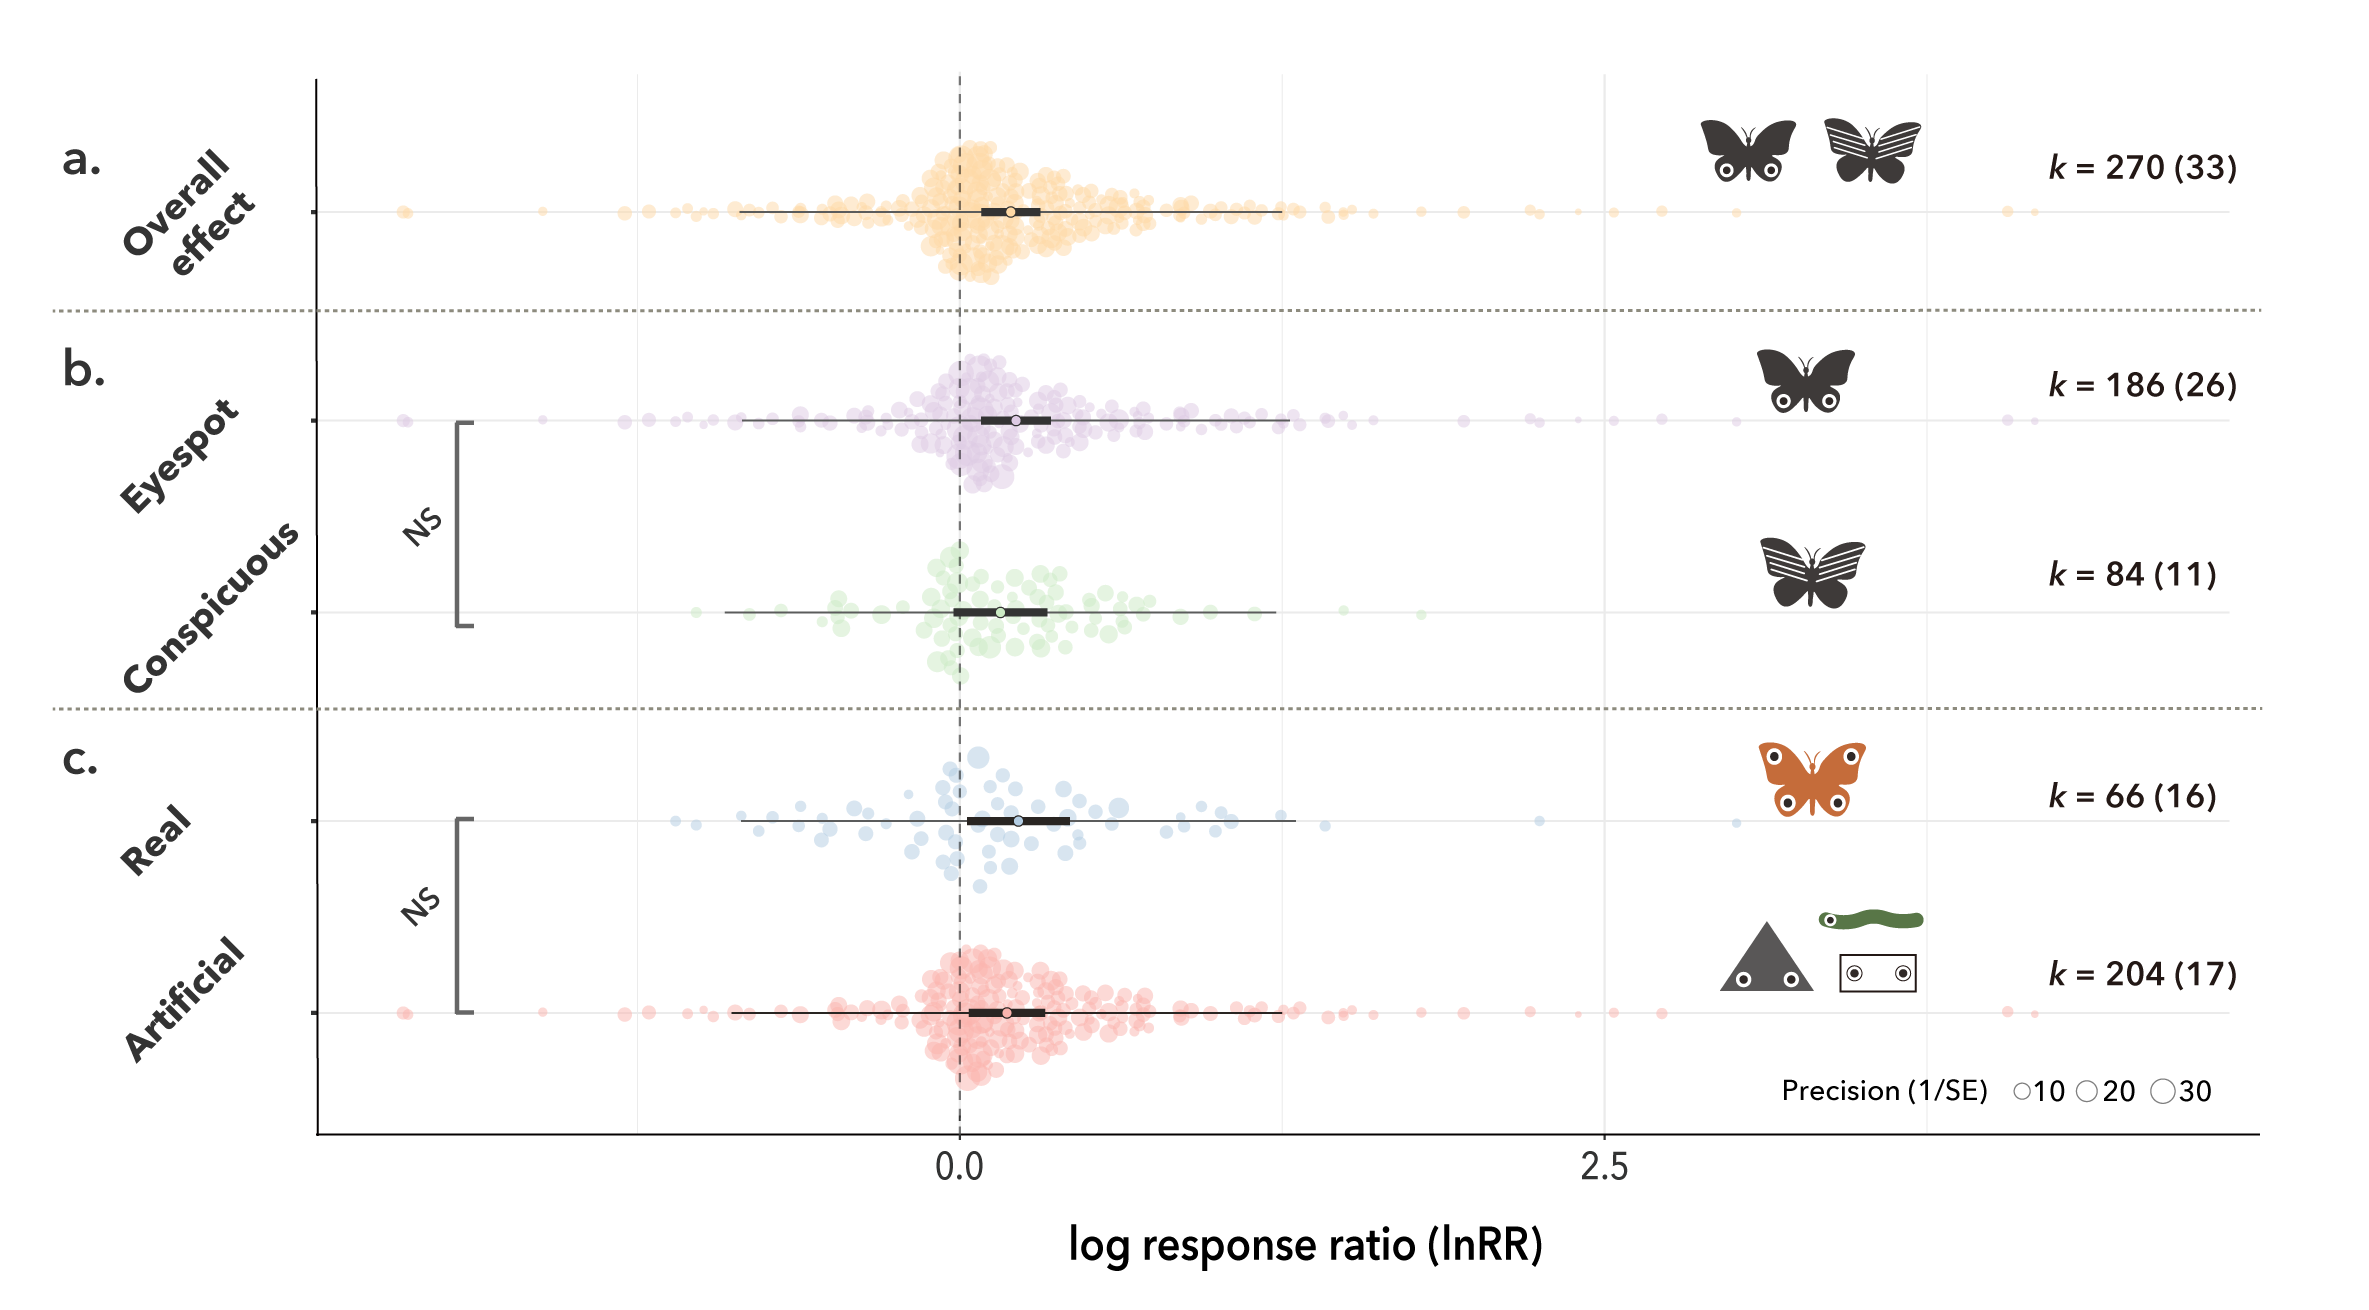 a.
Overall
effect
k = 270 (33)
b.
Eyespot
k = 186 (26)
NS
Conspicuous
k = 84 (11)
c.
Real
k = 66 (16)
NS
Artificial
k = 204 (17)
Precision (1/SE) 10 20 30
0.0 2.5
log response ratio (lnRR)